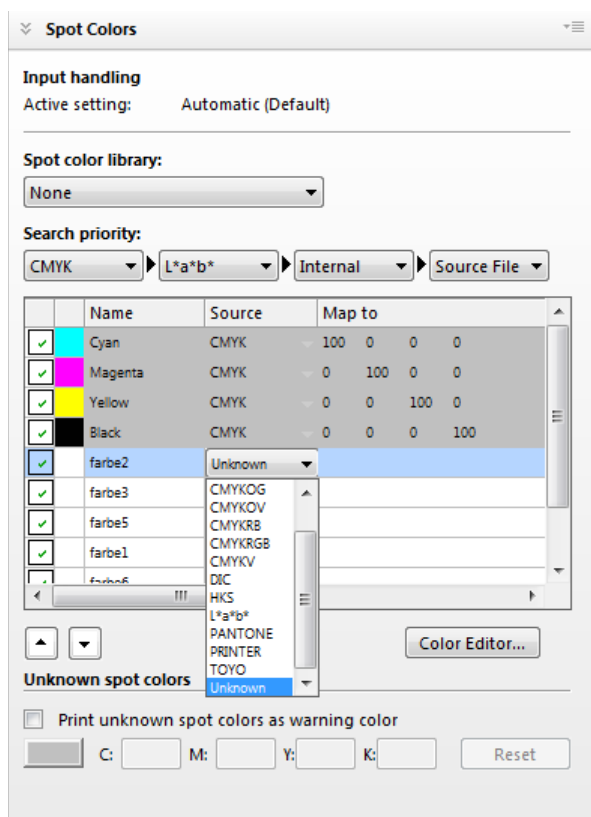 Spot Colors
Input handling
Active setting: Automatic (Default)
Spot color library:
None
Search priority:
CMYK L*a*b* Internal Source File
Name Source Map to
Cyan CMYK 100 0 0 0
Magenta CMYK 0 100 0 0
Yellow CMYK 0 0 100 0
Black CMYK 0 0 0 100
farbe2 Unknown
farbe3 CMYKOG
CMYKOV
farbe5 CMYKRB
CMYKRGB
farbe1 CMYKV
DIC
farbe6
HKS
L*a*b*
PANTONE
PRINTER
TOYO
Unknown
Color Editor...
Unknown spot colors
Print unknown spot colors as warning color
C: M: Y: K: Reset